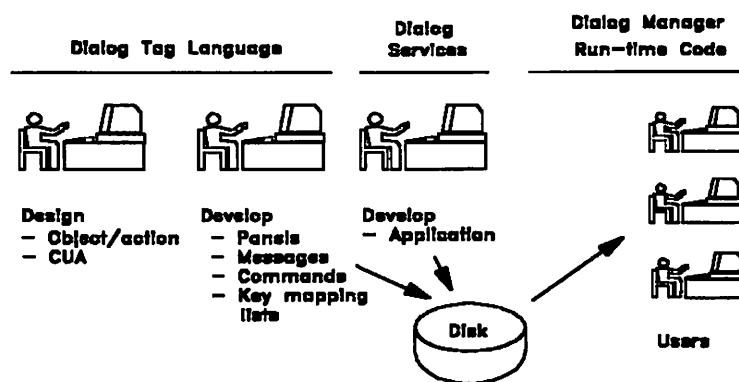 Dialog Tag Language
Dialog
Services
Dialog Manager
Run-time Code
Design
- Object/action
- CUA
Develop
- Panels
- Messages
- Commands
- Key mapping
lists
Develop
- Application
Disk
Users